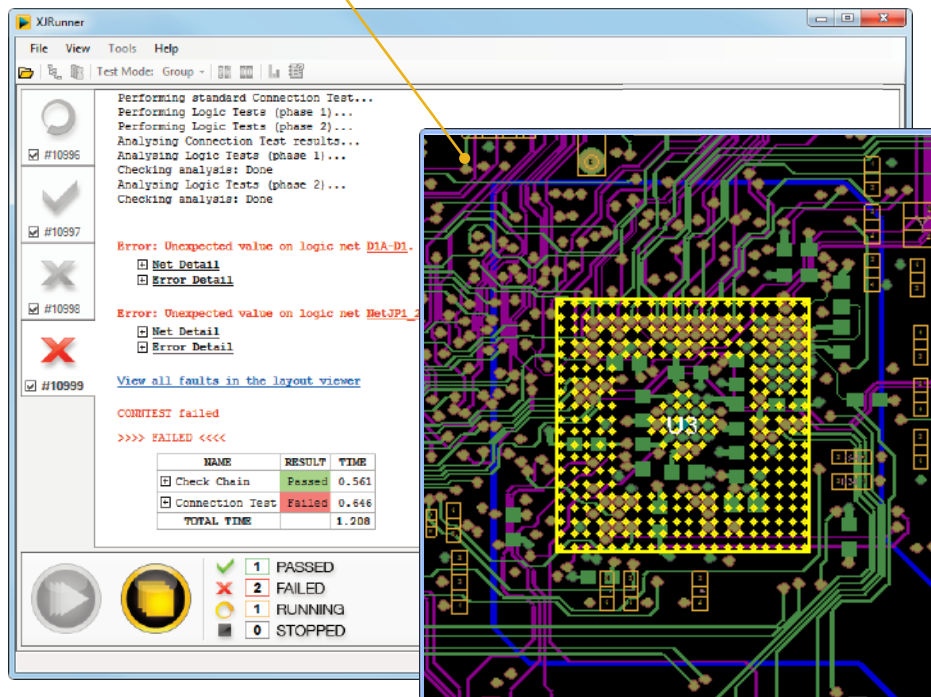 XJRunner
File View Tools Help
Test Mode: Group
Performing standard Connection Test...
Performing Logic Tests (phase 1)...
Performing Logic Tests (phase 2)...
Analysing Connection Test results...
Analysing Logic Tests (phase 1)...
Checking analysis: Done
Analysing Logic Tests (phase 2)...
Checking analysis: Done
#10996
#10997
#10998
#10999
Error: Unexpected value on logic net D1A-D1.
Net Detail
Error Detail
Error: Unexpected value on logic net NetJP1_2
Net Detail
Error Detail
View all faults in the layout viewer
CONNTEST failed
>>>> FAILED <<<<
NAME RESULT TIME
Check Chain Passed 0.561
Connection Test Failed 0.646
TOTAL TIME 1.208
1 PASSED
2 FAILED
1 RUNNING
0 STOPPED
U3